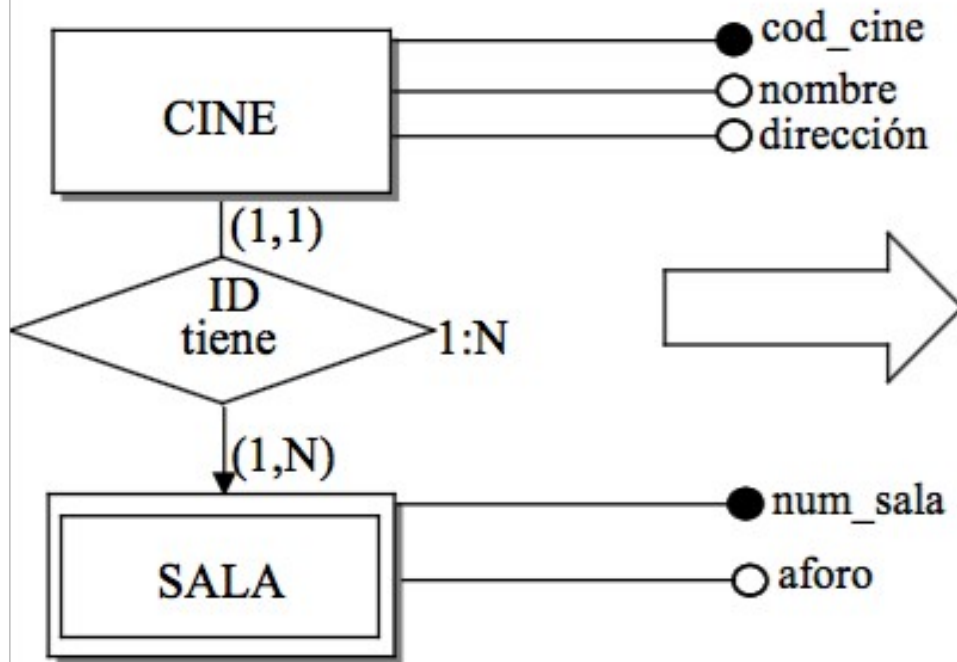 cod_cine
CINE
nombre
dirección
(1,1)
ID
tiene
1:N
(1,N)
num_sala
SALA
aforo